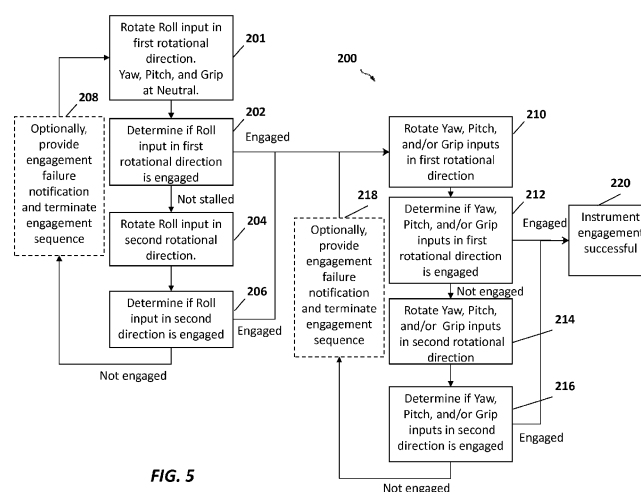 Rotate Roll input in
first rotational
direction.
Yaw, Pitch, and Grip
at Neutral.
201
200
208
Optionally,
provide
engagement
failure
notification
and terminate
engagement
sequence
202
Determine if Roll
input in first
rotational direction
is engaged
Engaged
Not stalled
Rotate Roll input in
second rotational
direction.
204
Determine if Roll
input in second
direction is engaged
206
Engaged
Not engaged
210
Rotate Yaw, Pitch,
and/or Grip inputs
in first rotational
direction
218
Optionally,
provide
engagement
failure
notification
and terminate
engagement
sequence
212
Determine if Yaw,
Pitch, and/or Grip
inputs in first
rotational direction
is engaged
Engaged
Not engaged
220
Instrument
engagement
successful
Rotate Yaw, Pitch,
and/or Grip inputs
in second rotational
direction
214
Determine if Yaw,
Pitch, and/or Grip
inputs in second
direction is engaged
216
Engaged
Not engaged
FIG. 5